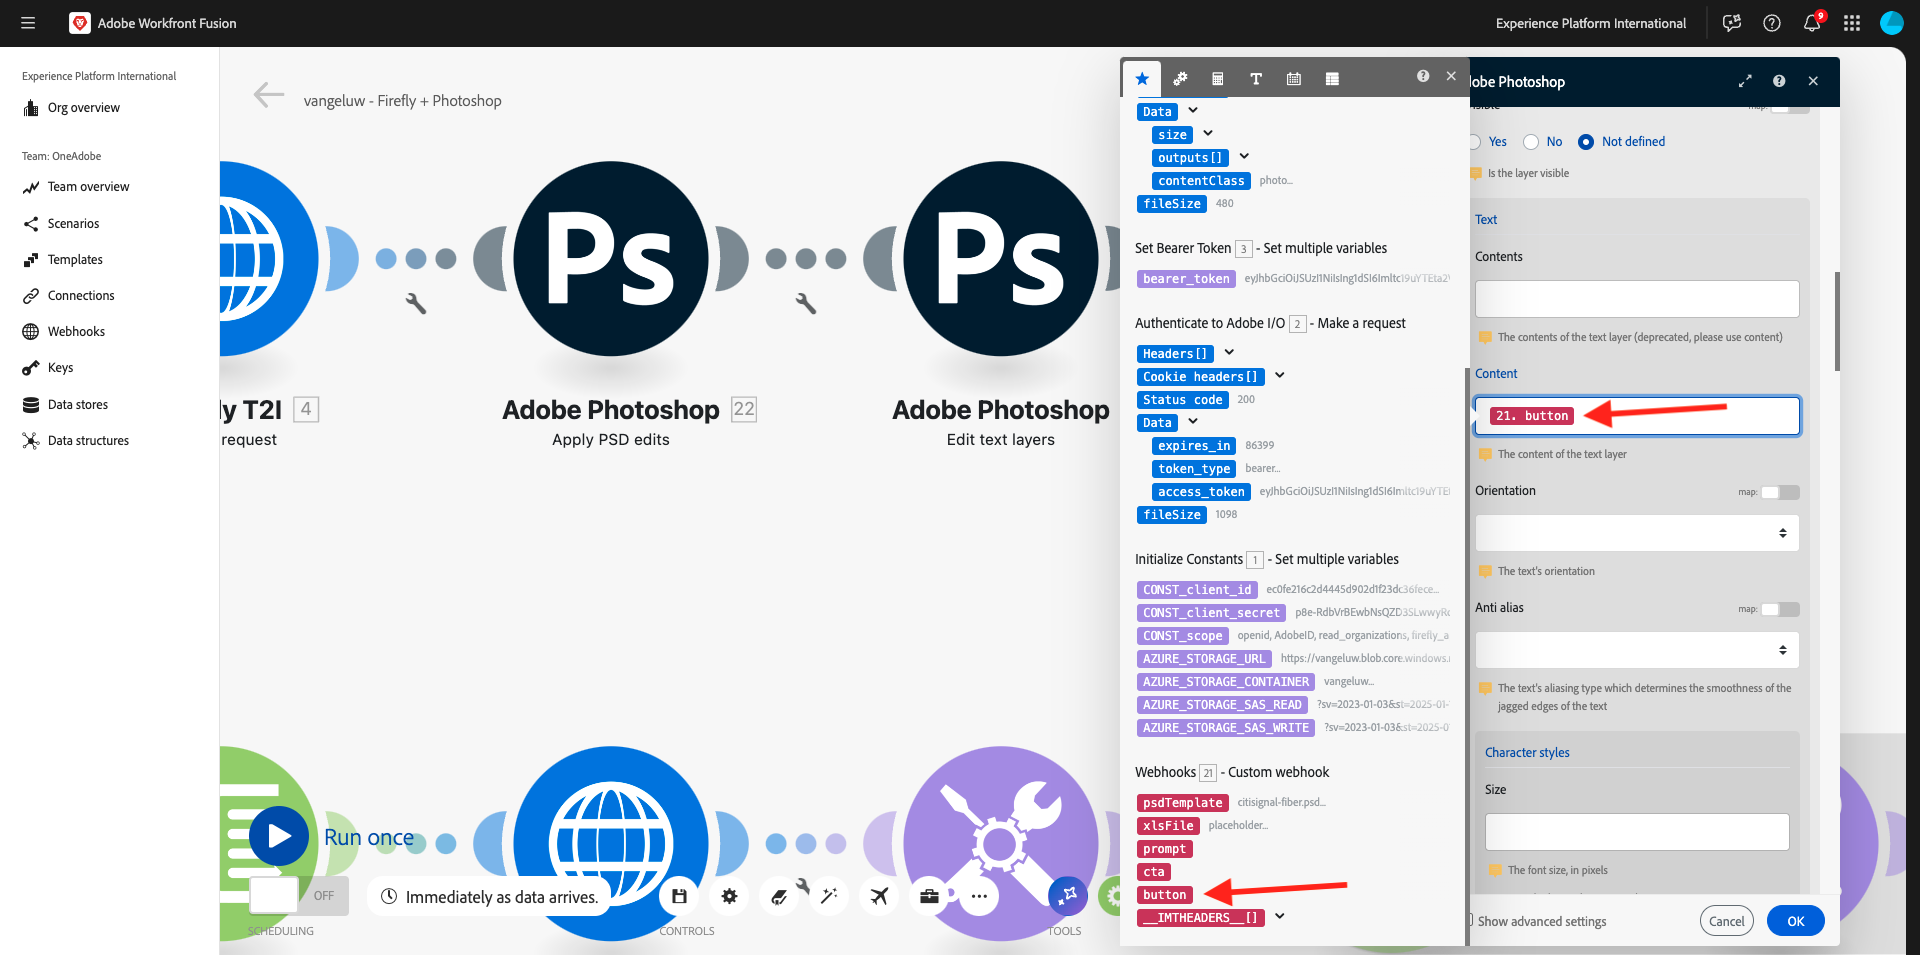 Adobe Workfront Fusion
Experience Platform International
9
Experience Platform International
Org overview
Team: OneAdobe
Team overview
Scenarios
Templates
Connections
Webhooks
Keys
Data stores
Data structures
vangeluw - Firefly + Photoshop
ly T2I 4
request
Ps
Adobe Photoshop 22
Apply PSD edits
Ps
Adobe Photoshop
Edit text layers
Run once
OFF
Immediately as data arrives.
SCHEDULING
CONTROLS
TOOLS
Data
size
outputs[]
contentClass photo...
fileSize 480
Set Bearer Token 3 - Set multiple variables
bearer_token
Authenticate to Adobe I/O 2 - Make a request
Headers[]
Cookie headers[]
Status code 200
Data
expires_in 86399
token_type bearer...
access_token
fileSize 1098
Initialize Constants 1 - Set multiple variables
CONST_client_id ec0fe216c2d4445d902d1f23dc36fece...
CONST_client_secret
CONST_scope openid, AdobeID, read_organizations, firefly_a
AZURE_STORAGE_URL https://vangeluw.blob.core.windows.
AZURE_STORAGE_CONTAINER vangeluw...
AZURE_STORAGE_SAS_READ ?sv=2023-01-03&st=2025-01-
AZURE_STORAGE_SAS_WRITE ?sv=2023-01-03&st=2025-0
Webhooks 21 - Custom webhook
psdTemplate citisignal-fiber.psd...
xlsFile placeholder...
prompt
cta
button
__IMTHEADERS__[]
dobe Photoshop
Yes No Not defined
Is the layer visible
Text
Contents
The contents of the text layer (deprecated, please use content)
Content
21. button
The content of the text layer
Orientation map:
The text's orientation
Anti alias map:
The text's aliasing type which determines the smoothness of the
jagged edges of the text
Character styles
Size
The font size, in pixels
Show advanced settings
Cancel OK